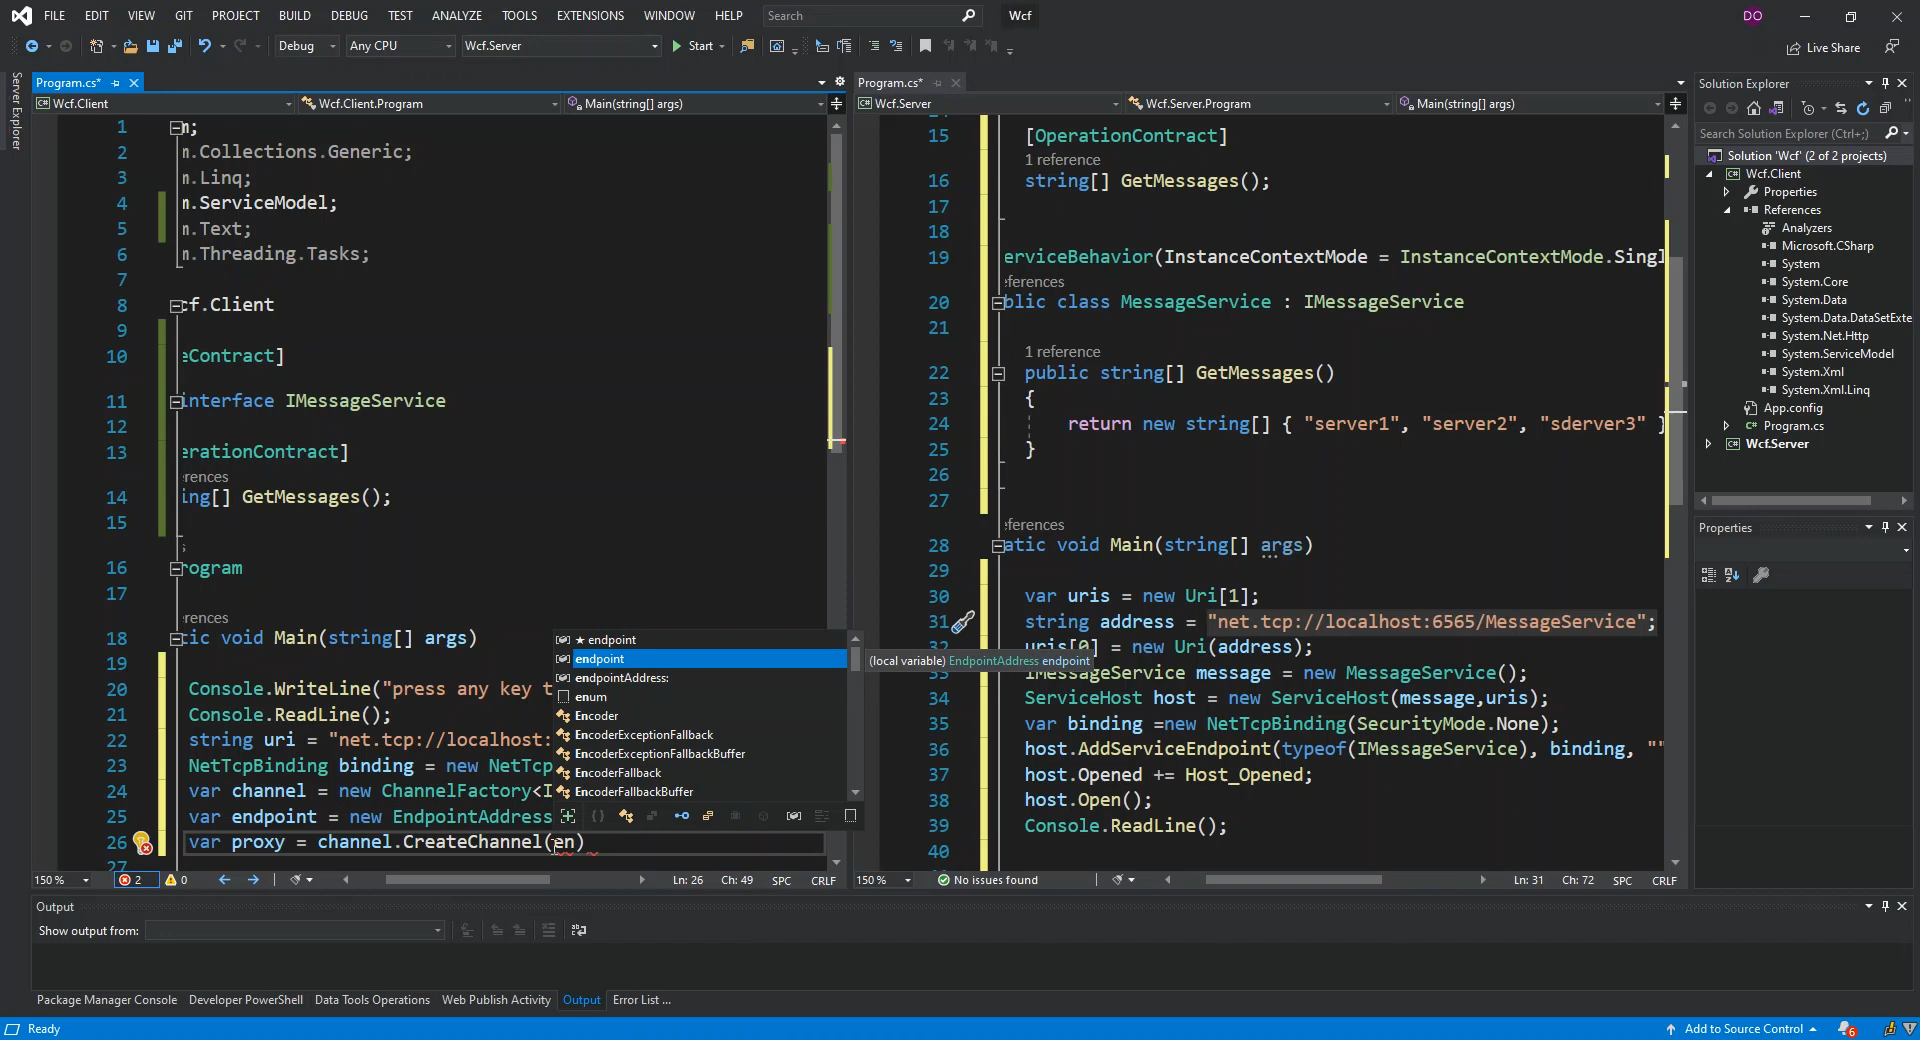 FILE EDIT VIEW GIT PROJECT BUILD DEBUG TEST ANALYZE TOOLS EXTENSIONS WINDOW HELP Search Wcf DO
Debug Any CPU Wcf.Server Start Live Share
Server Explorer
Program.cs*
Wcf.Client Wcf.Client.Program Main(string[] args)
1 m;
2 m.Collections.Generic;
3 m.Linq;
4 m.ServiceModel;
5 m.Text;
6 m.Threading.Tasks;
7
8 cf.Client
9
10 eContract]
11 interface IMessageService
12
13 erationContract]
erences
14 ing[] GetMessages();
15
s
16 rogram
17
erences
18 tic void Main(string[] args)
19
20 Console.WriteLine("press any key t
21 Console.ReadLine();
22 string uri = "net.tcp://localhost:
23 NetTcpBinding binding = new NetTcp
24 var channel = new ChannelFactory<I
25 var endpoint = new EndpointAddress
26 var proxy = channel.CreateChannel(en)
27
★ endpoint
endpoint
endpointAddress:
enum
Encoder
EncoderExceptionFallback
EncoderExceptionFallbackBuffer
EncoderFallback
EncoderFallbackBuffer
(local variable) EndpointAddress endpoint
150 % 2 0 Ln: 26 Ch: 49 SPC CRLF
Program.cs*
Wcf.Server Wcf.Server.Program Main(string[] args)
15 [OperationContract]
1 reference
16 string[] GetMessages();
17
18
19 erviceBehavior(InstanceContextMode = InstanceContextMode.Singl
eferences
20 blic class MessageService : IMessageService
21
1 reference
22 public string[] GetMessages()
23 {
24 return new string[] { "server1", "server2", "sderver3" }
25 }
26
27
eferences
28 atic void Main(string[] args)
29
30 var uris = new Uri[1];
31 string address = "net.tcp://localhost:6565/MessageService";
32 uris[0] = new Uri(address);
33 IMessageService message = new MessageService();
34 ServiceHost host = new ServiceHost(message,uris);
35 var binding =new NetTcpBinding(SecurityMode.None);
36 host.AddServiceEndpoint(typeof(IMessageService), binding, ""
37 host.Opened += Host_Opened;
38 host.Open();
39 Console.ReadLine();
40
150 % No issues found Ln: 31 Ch: 72 SPC CRLF
Solution Explorer
Search Solution Explorer (Ctrl+;)
Solution 'Wcf' (2 of 2 projects)
Wcf.Client
Properties
References
Analyzers
Microsoft.CSharp
System
System.Core
System.Data
System.Data.DataSetExte
System.Net.Http
System.ServiceModel
System.Xml
System.Xml.Linq
App.config
Program.cs
Wcf.Server
Properties
Output
Show output from:
Package Manager Console Developer PowerShell Data Tools Operations Web Publish Activity Output Error List ...
Ready Add to Source Control 6